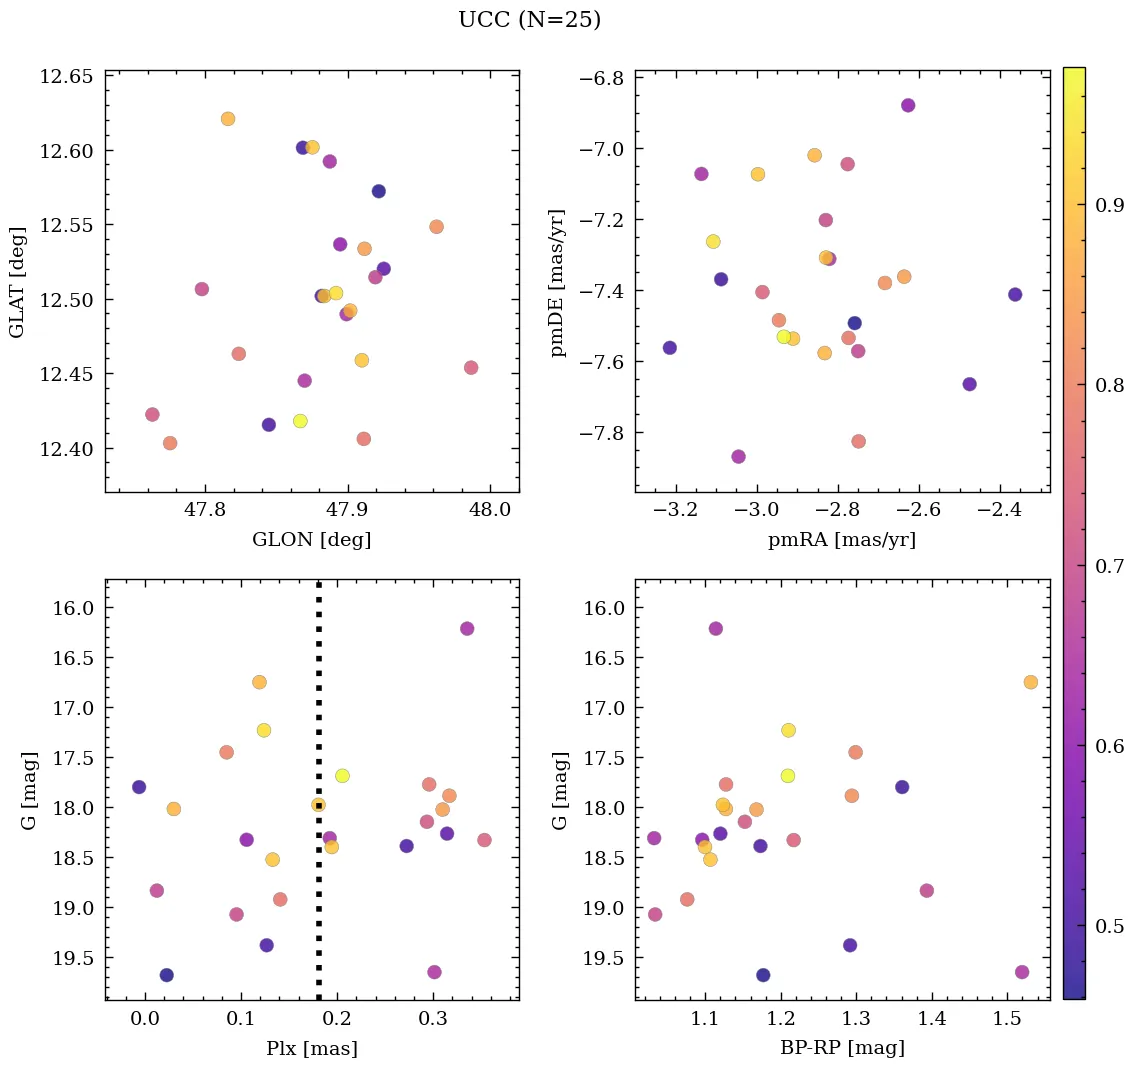 UCC (N=25)
12.65
12.60
12.55
12.50
12.45
12.40
GLAT [deg]
47.8 47.9 48.0
GLON [deg]
−6.8
−7.0
−7.2
−7.4
−7.6
−7.8
pmDE [mas/yr]
−3.2 −3.0 −2.8 −2.6 −2.4
pmRA [mas/yr]
16.0
16.5
17.0
17.5
18.0
18.5
19.0
19.5
G [mag]
0.0 0.1 0.2 0.3
Plx [mas]
16.0
16.5
17.0
17.5
18.0
18.5
19.0
19.5
G [mag]
1.1 1.2 1.3 1.4 1.5
BP-RP [mag]
0.9
0.8
0.7
0.6
0.5